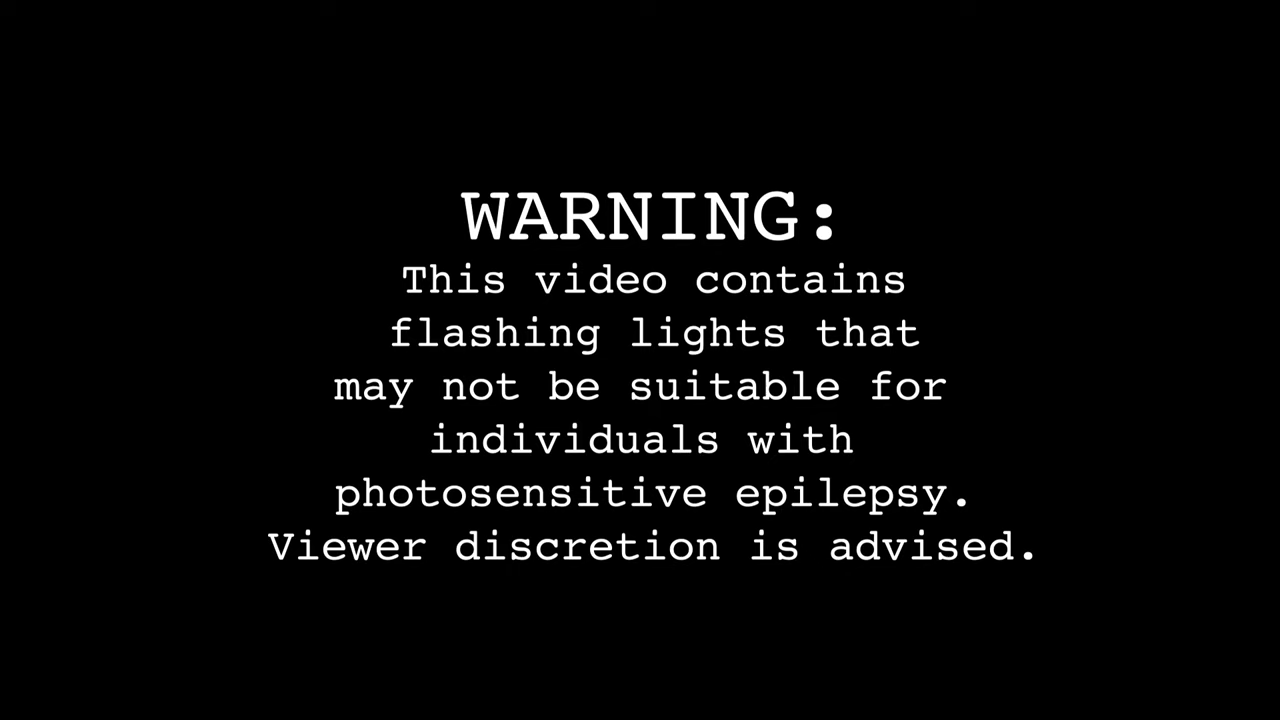 WARNING:
This video contains
flashing lights that
may not be suitable for
individuals with
photosensitive epilepsy.
Viewer discretion is advised.